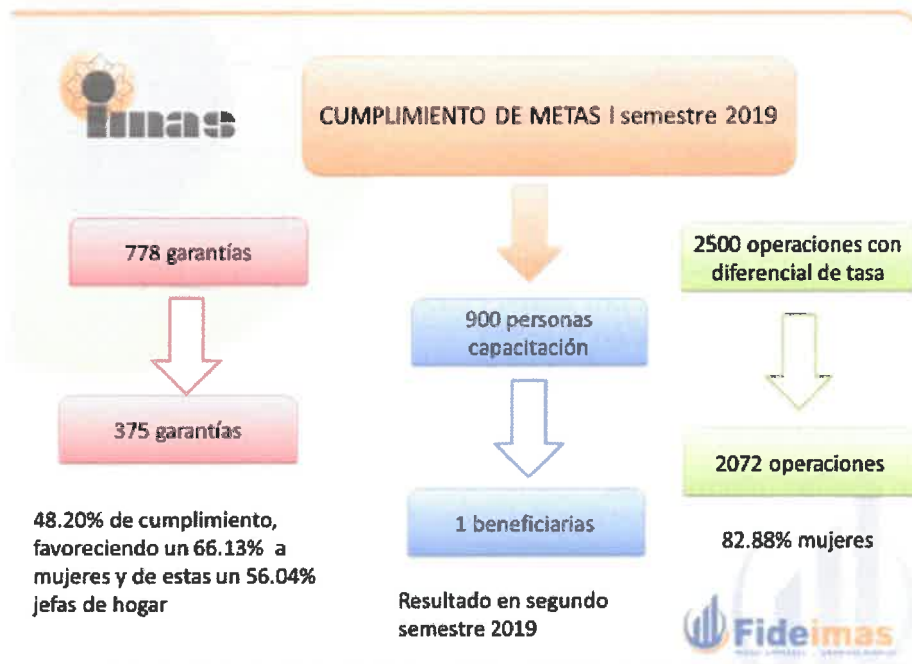 imas
CUMPLIMIENTO DE METAS I semestre 2019
778 garantías
375 garantías
48.20% de cumplimiento,
favoreciendo un 66.13% a
mujeres y de estas un 56.04%
jefas de hogar
900 personas
capacitación
1 beneficiarias
Resultado en segundo
semestre 2019
2500 operaciones con
diferencial de tasa
2072 operaciones
82.88% mujeres
Fideimas